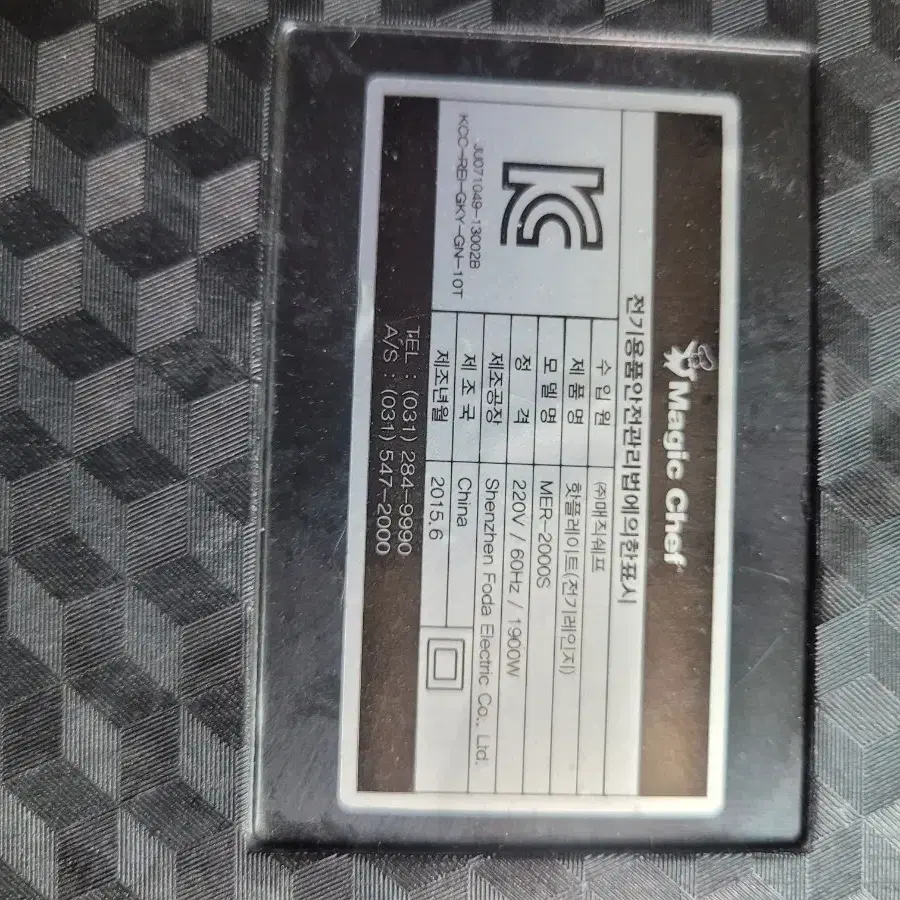 Magic Chef
전기용품안전관리법에의한표시
JU071049-13002B
KCC-REI-GKY-GN-10T
수 입 원 ㈜매직쉐프
제 품 명 핫플레이트(전기레인지)
모 델 명 MER-2000S
정 격 220V / 60Hz / 1900W
제조공장 Shenzhen Foda Electric Co., Ltd.
제 조 국 China
제조년월 2015.6
TEL : (031) 284-9990
A/S : (031) 547-2000